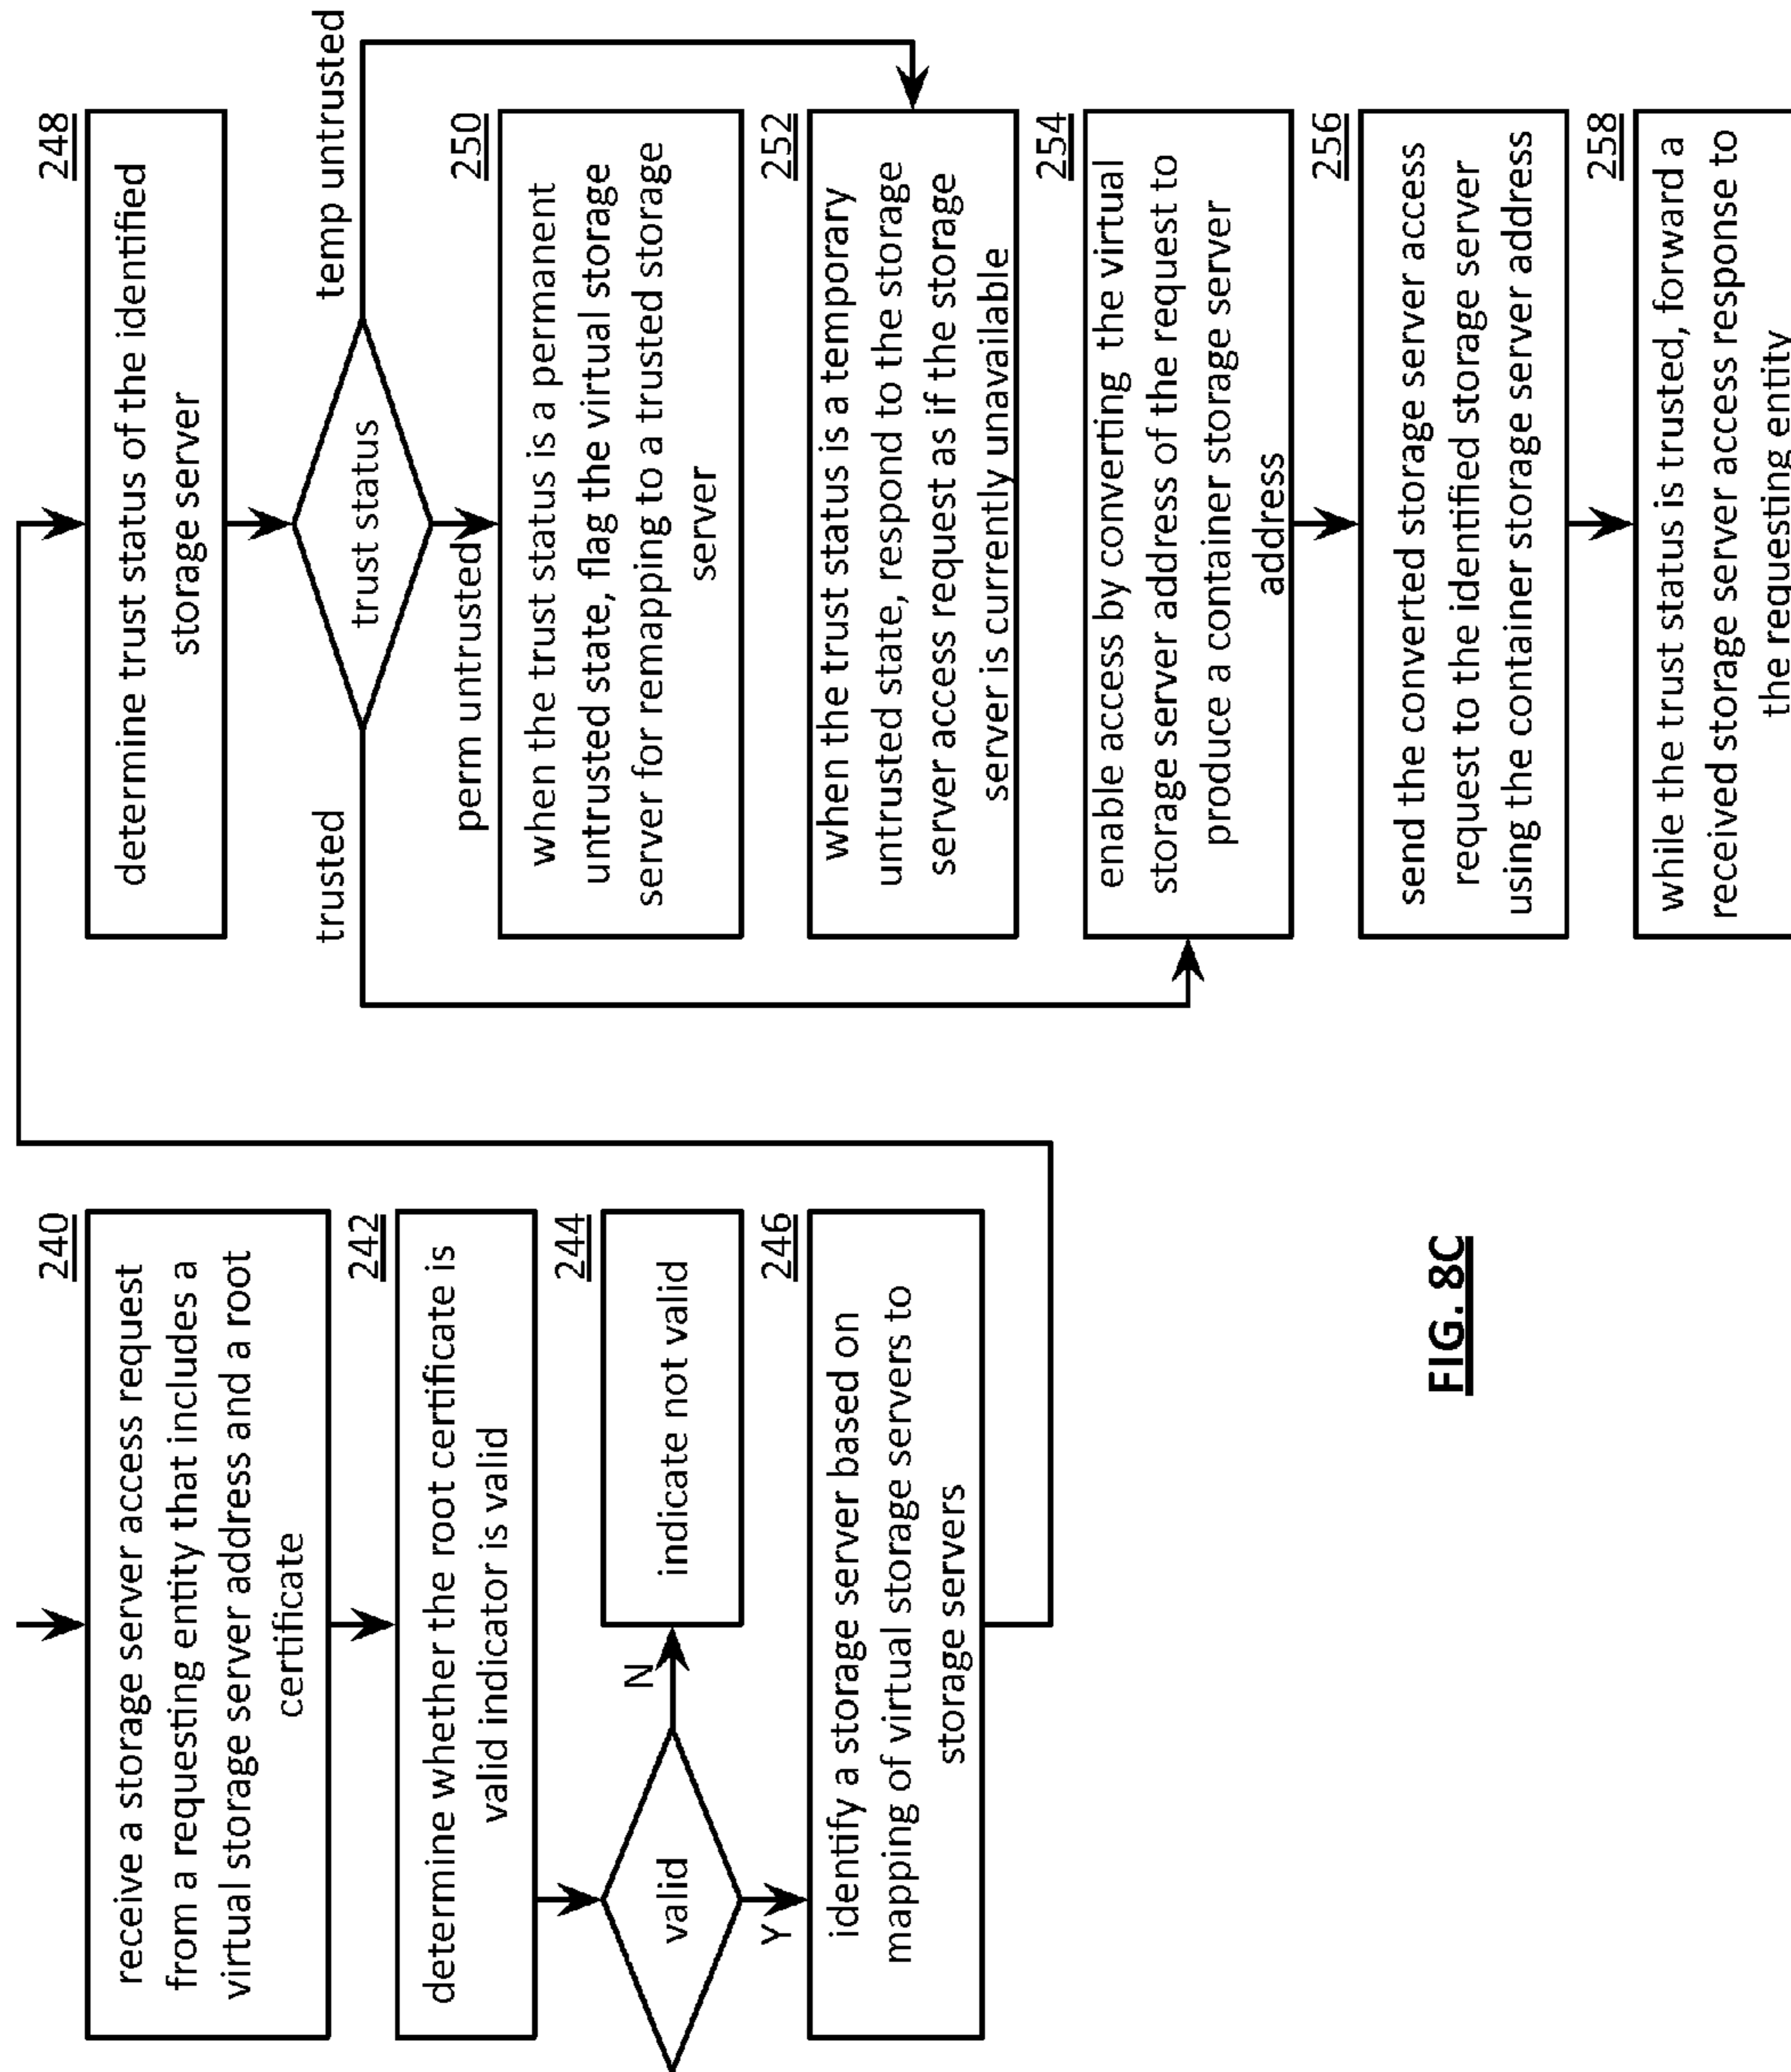 240
receive a storage server access request
from a requesting entity that includes a
virtual storage server address and a root
certificate
242
determine whether the root certificate is
valid indicator is valid
valid
N
244
indicate not valid
Y
246
identify a storage server based on
mapping of virtual storage servers to
storage servers
248
determine trust status of the identified
storage server
trusted
trust status
temp untrusted
perm untrusted
250
when the trust status is a permanent
untrusted state, flag the virtual storage
server for remapping to a trusted storage
server
252
when the trust status is a temporary
untrusted state, respond to the storage
server access request as if the storage
server is currently unavailable
254
enable access by converting the virtual
storage server address of the request to
produce a container storage server
address
256
send the converted storage server access
request to the identified storage server
using the container storage server address
258
while the trust status is trusted, forward a
received storage server access response to
the requesting entity
FIG. 8C